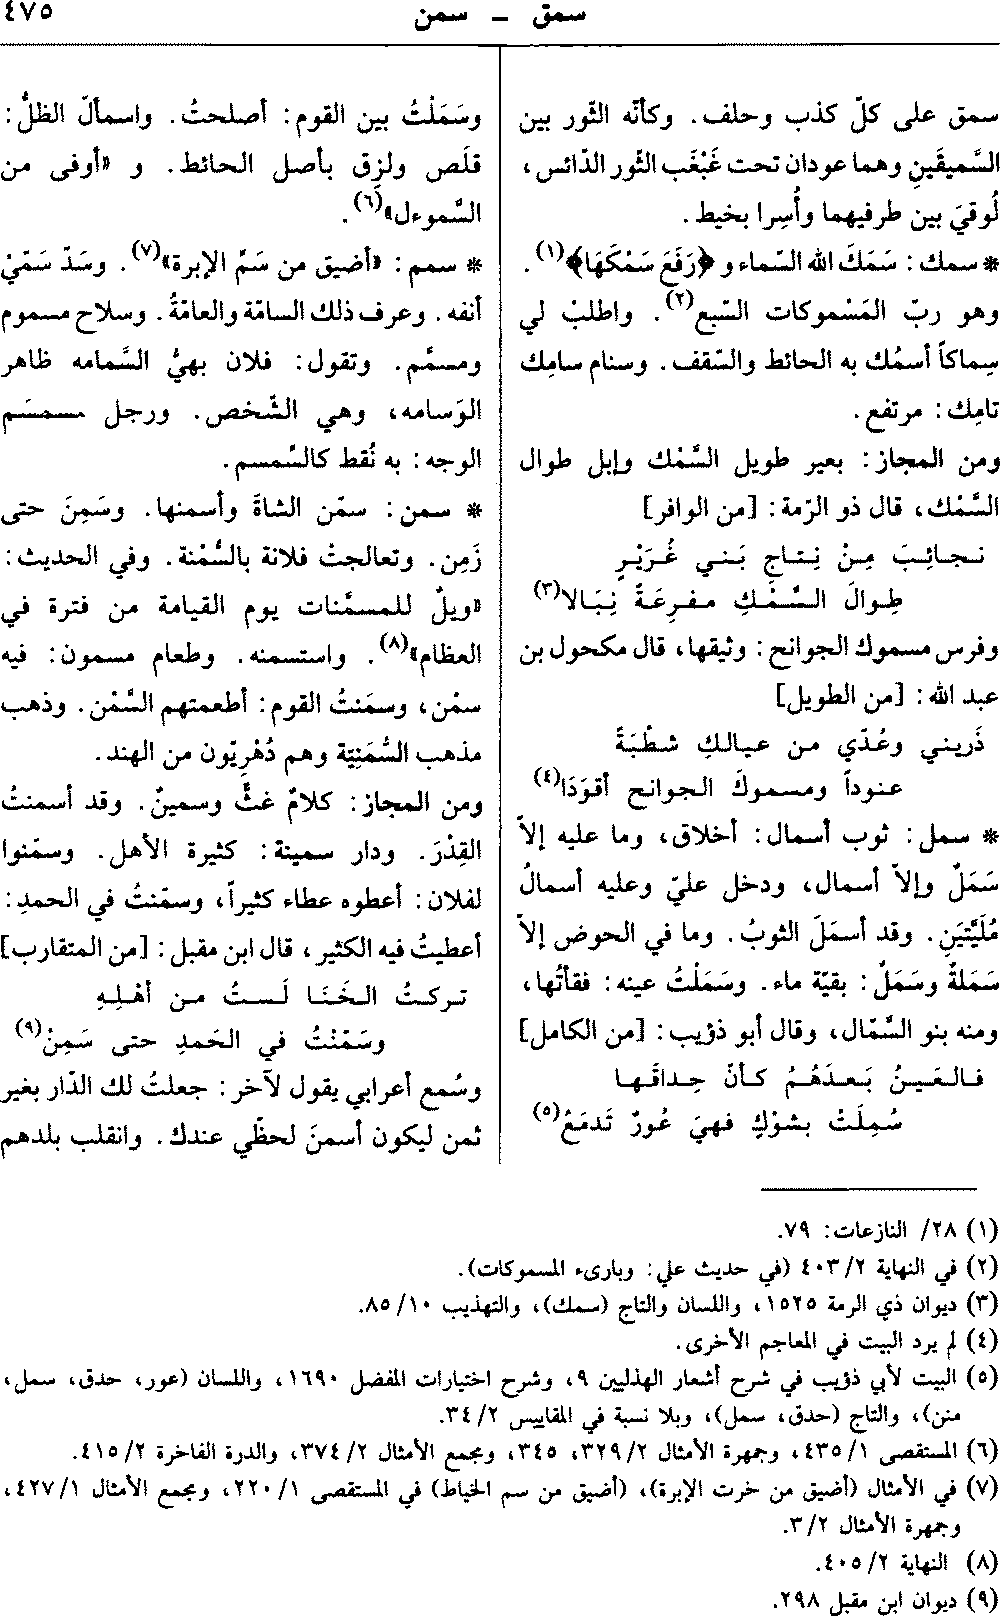 سمق – سمن
٤٧٥
سمق على كلّ كذب وحلف. وكأنّه الثّور بين
السَّميقَينِ وهما عودان تحت غَبْغَب الثّور الدّائس،
لُوقيَ بين طرفيهما وأُسِرا بخيط.
* سمك: سَمَكَ الله السّماء و ﴿رَفَعَ سَمْكَهَا﴾(١).
وهو ربّ المَسْموكات السّبع(٢). واطلبْ لي
سِماكاً أسمُك به الحائط والسّقف. وسنام سامِك
تامِك: مرتفع.
ومن المجاز: بعير طويل السَّمْك وإبل طوال
السَّمْك، قال ذو الرّمة: [من الوافر]
نجائِبَ مِنْ نِتاجِ بَني غُرَيْرٍ
طِوالَ السَّمْكِ مفرِعَةً نِبَالا(٣)
وفرس مسموك الجوانح: وثيقها، قال مكحول بن
عبد الله: [من الطويل]
ذَريني وعُدّي من عيالكِ شطْبَةً
عنوداً ومسموكَ الجوانح أقوَدَا(٤)
* سمل: ثوب أسمال: أخلاق، وما عليه إلاّ
سَمَلٌ وإلاّ أسمال، ودخل عليّ وعليه أسمالُ
مُلَيَّتَينِ. وقد أسمَلَ الثوبُ. وما في الحوض إلاّ
سَمَلةٌ وسَمَلٌ: بقيّة ماء. وسَمَلْتُ عينه: فقأتُها،
ومنه بنو السَّمّال، وقال أبو ذؤيب: [من الكامل]
فالعَينُ بَعدَهُمُ كأنّ حِداقَها
سُمِلَتْ بشوْكٍ فهيَ عُورٌ تَدمَعُ(٥)
وسَمَلْتُ بين القوم: أصلحتُ. واسمألّ الظلُّ:
قلَص ولزِق بأصل الحائط. و «أوفى من
السَّموءل»(٦).
* سمم: «أضيق من سَمّ الإبرة»(٧). وسَدّ سَمّيْ
أنفه. وعرف ذلك السامّة والعامّةُ. وسلاح مسموم
ومسمَّم. وتقول: فلان بهيُّ السَّمامه ظاهر
الوَسامه، وهي الشّخص. ورجل مسمسَم
الوجه: به نُقط كالسّمسم.
* سمن: سمّن الشاةَ وأسمنها. وسَمِنَ حتى
زَمِن. وتعالجتْ فلانة بالسُّمْنة. وفي الحديث:
«ويلٌ للمسمَّنات يوم القيامة من فترة في
العظام»(٨). واستسمنه. وطعام مسمون: فيه
سمْن، وسمَنتُ القوم: أطعمتهم السَّمْن. وذهب
مذهب السُّمَنِيّة وهم دُهْرِيّون من الهند.
ومن المجاز: كلامٌ غثٌّ وسمينٌ. وقد أسمنتُ
القِدْرَ. ودار سمينة: كثيرة الأهل. وسمّنوا
لفلان: أعطوه عطاء كثيراً، وسمّنتُ في الحمدِ:
أعطيتُ فيه الكثير، قال ابن مقبل: [من المتقارب]
تركتُ الخَنَا لَستُ من أهْلِهِ
وسَمّنْتُ في الحَمدِ حتى سَمِنْ(٩)
وسُمع أعرابي يقول لآخر: جعلتُ لك الدّار بغير
ثمن ليكون أسمنَ لحظّي عندك. وانقلب بلدهم
(١) ٢٨/ النازعات: ٧٩.
(٢) في النهاية ٤٠٣/٢ (في حديث علي: وبارىء المسموكات).
(٣) ديوان ذي الرمة ١٥٢٥، واللسان والتاج (سمك)، والتهذيب ٨٥/١٠.
(٤) لم يرد البيت في المعاجم الأخرى.
(٥) البيت لأبي ذؤيب في شرح أشعار الهذليين ٩، وشرح اختيارات المفضل ١٦٩٠، واللسان (عور، حدق، سمل،
منن)، والتاج (حدق، سمل)، وبلا نسبة في المقاييس ٣٤/٢.
(٦) المستقصى ٤٣٥/١، وجمهرة الأمثال ٣٢٩/٢، ٣٤٥، ومجمع الأمثال ٣٧٤/٢، والدرة الفاخرة ٤١٥/٢.
(٧) في الأمثال (أضيق من خرت الإبرة)، (أضيق من سم الخياط) في المستقصى ٢٢٠/١، ومجمع الأمثال ٤٢٧/١،
وجمهرة الأمثال ٣/٢.
(٨) النهاية ٤٠٥/٢.
(٩) ديوان ابن مقبل ٢٩٨.